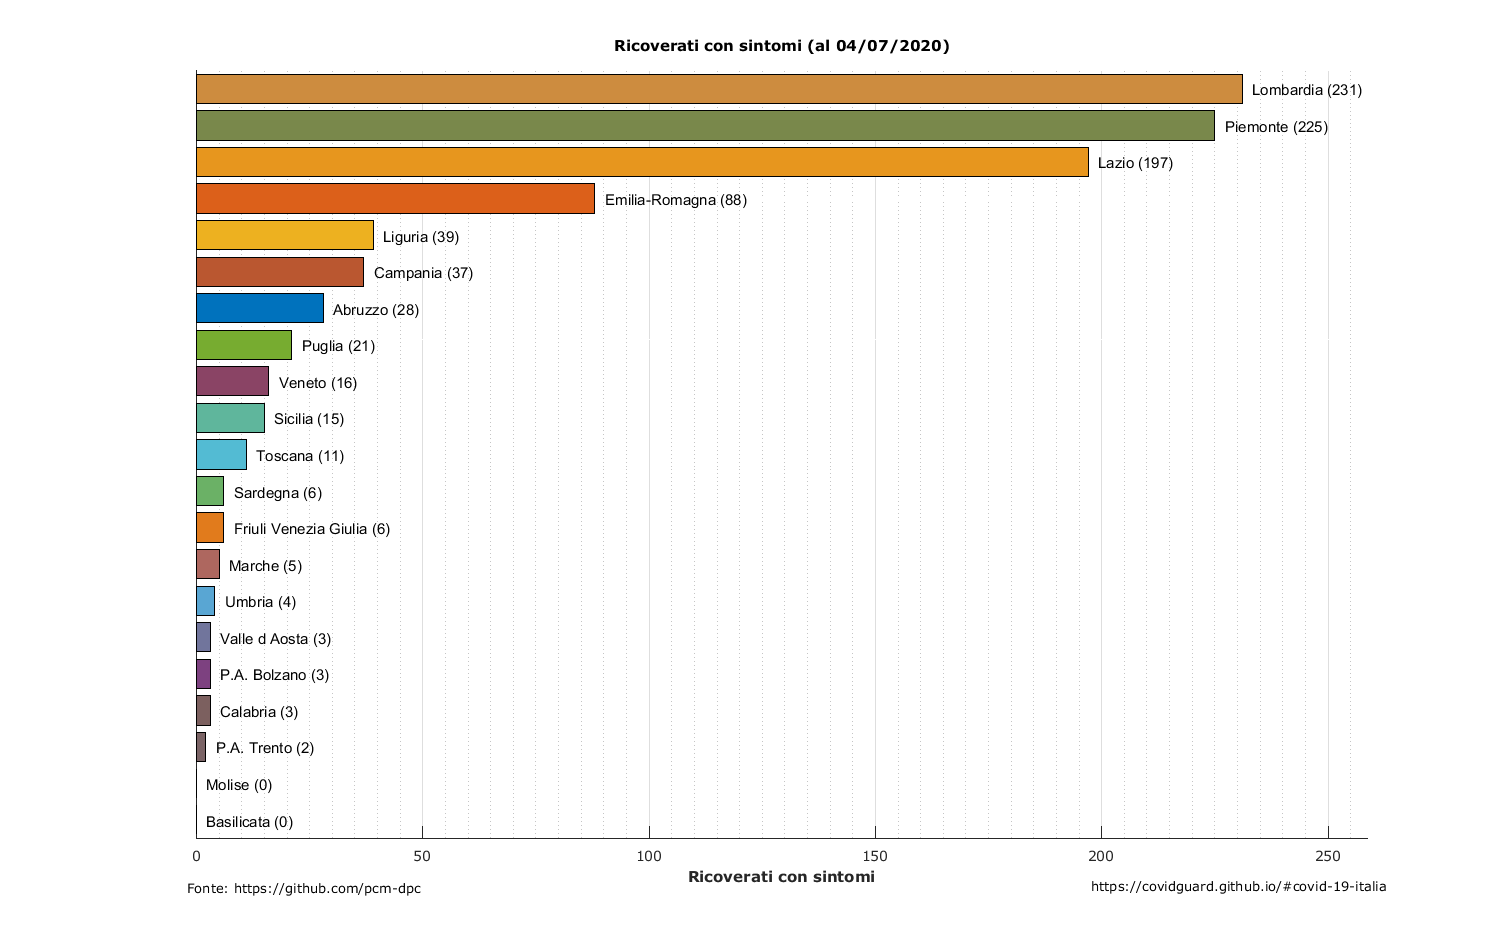 Ricoverati con sintomi (al 04/07/2020)
Lombardia (231)
Piemonte (225)
Lazio (197)
Emilia-Romagna (88)
Liguria (39)
Campania (37)
Abruzzo (28)
Puglia (21)
Veneto (16)
Sicilia (15)
Toscana (11)
Sardegna (6)
Friuli Venezia Giulia (6)
Marche (5)
Umbria (4)
Valle d Aosta (3)
P.A. Bolzano (3)
Calabria (3)
P.A. Trento (2)
Molise (0)
Basilicata (0)
0 50 100 150 200 250
Ricoverati con sintomi
Fonte: https://github.com/pcm-dpc
https://covidguard.github.io/#covid-19-italia